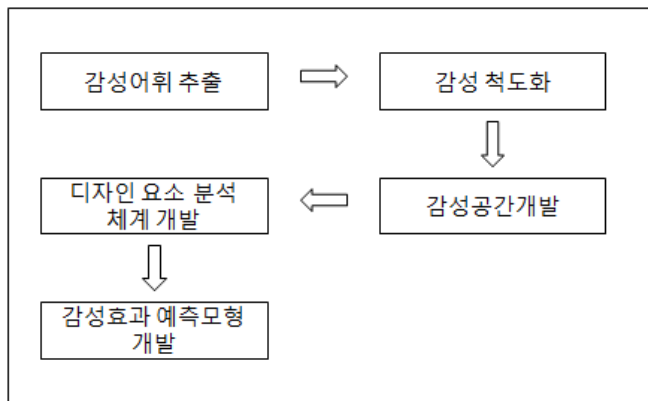 감성어휘 추출
감성 척도화
감성공간개발
디자인 요소 분석
체계 개발
감성효과 예측모형
개발